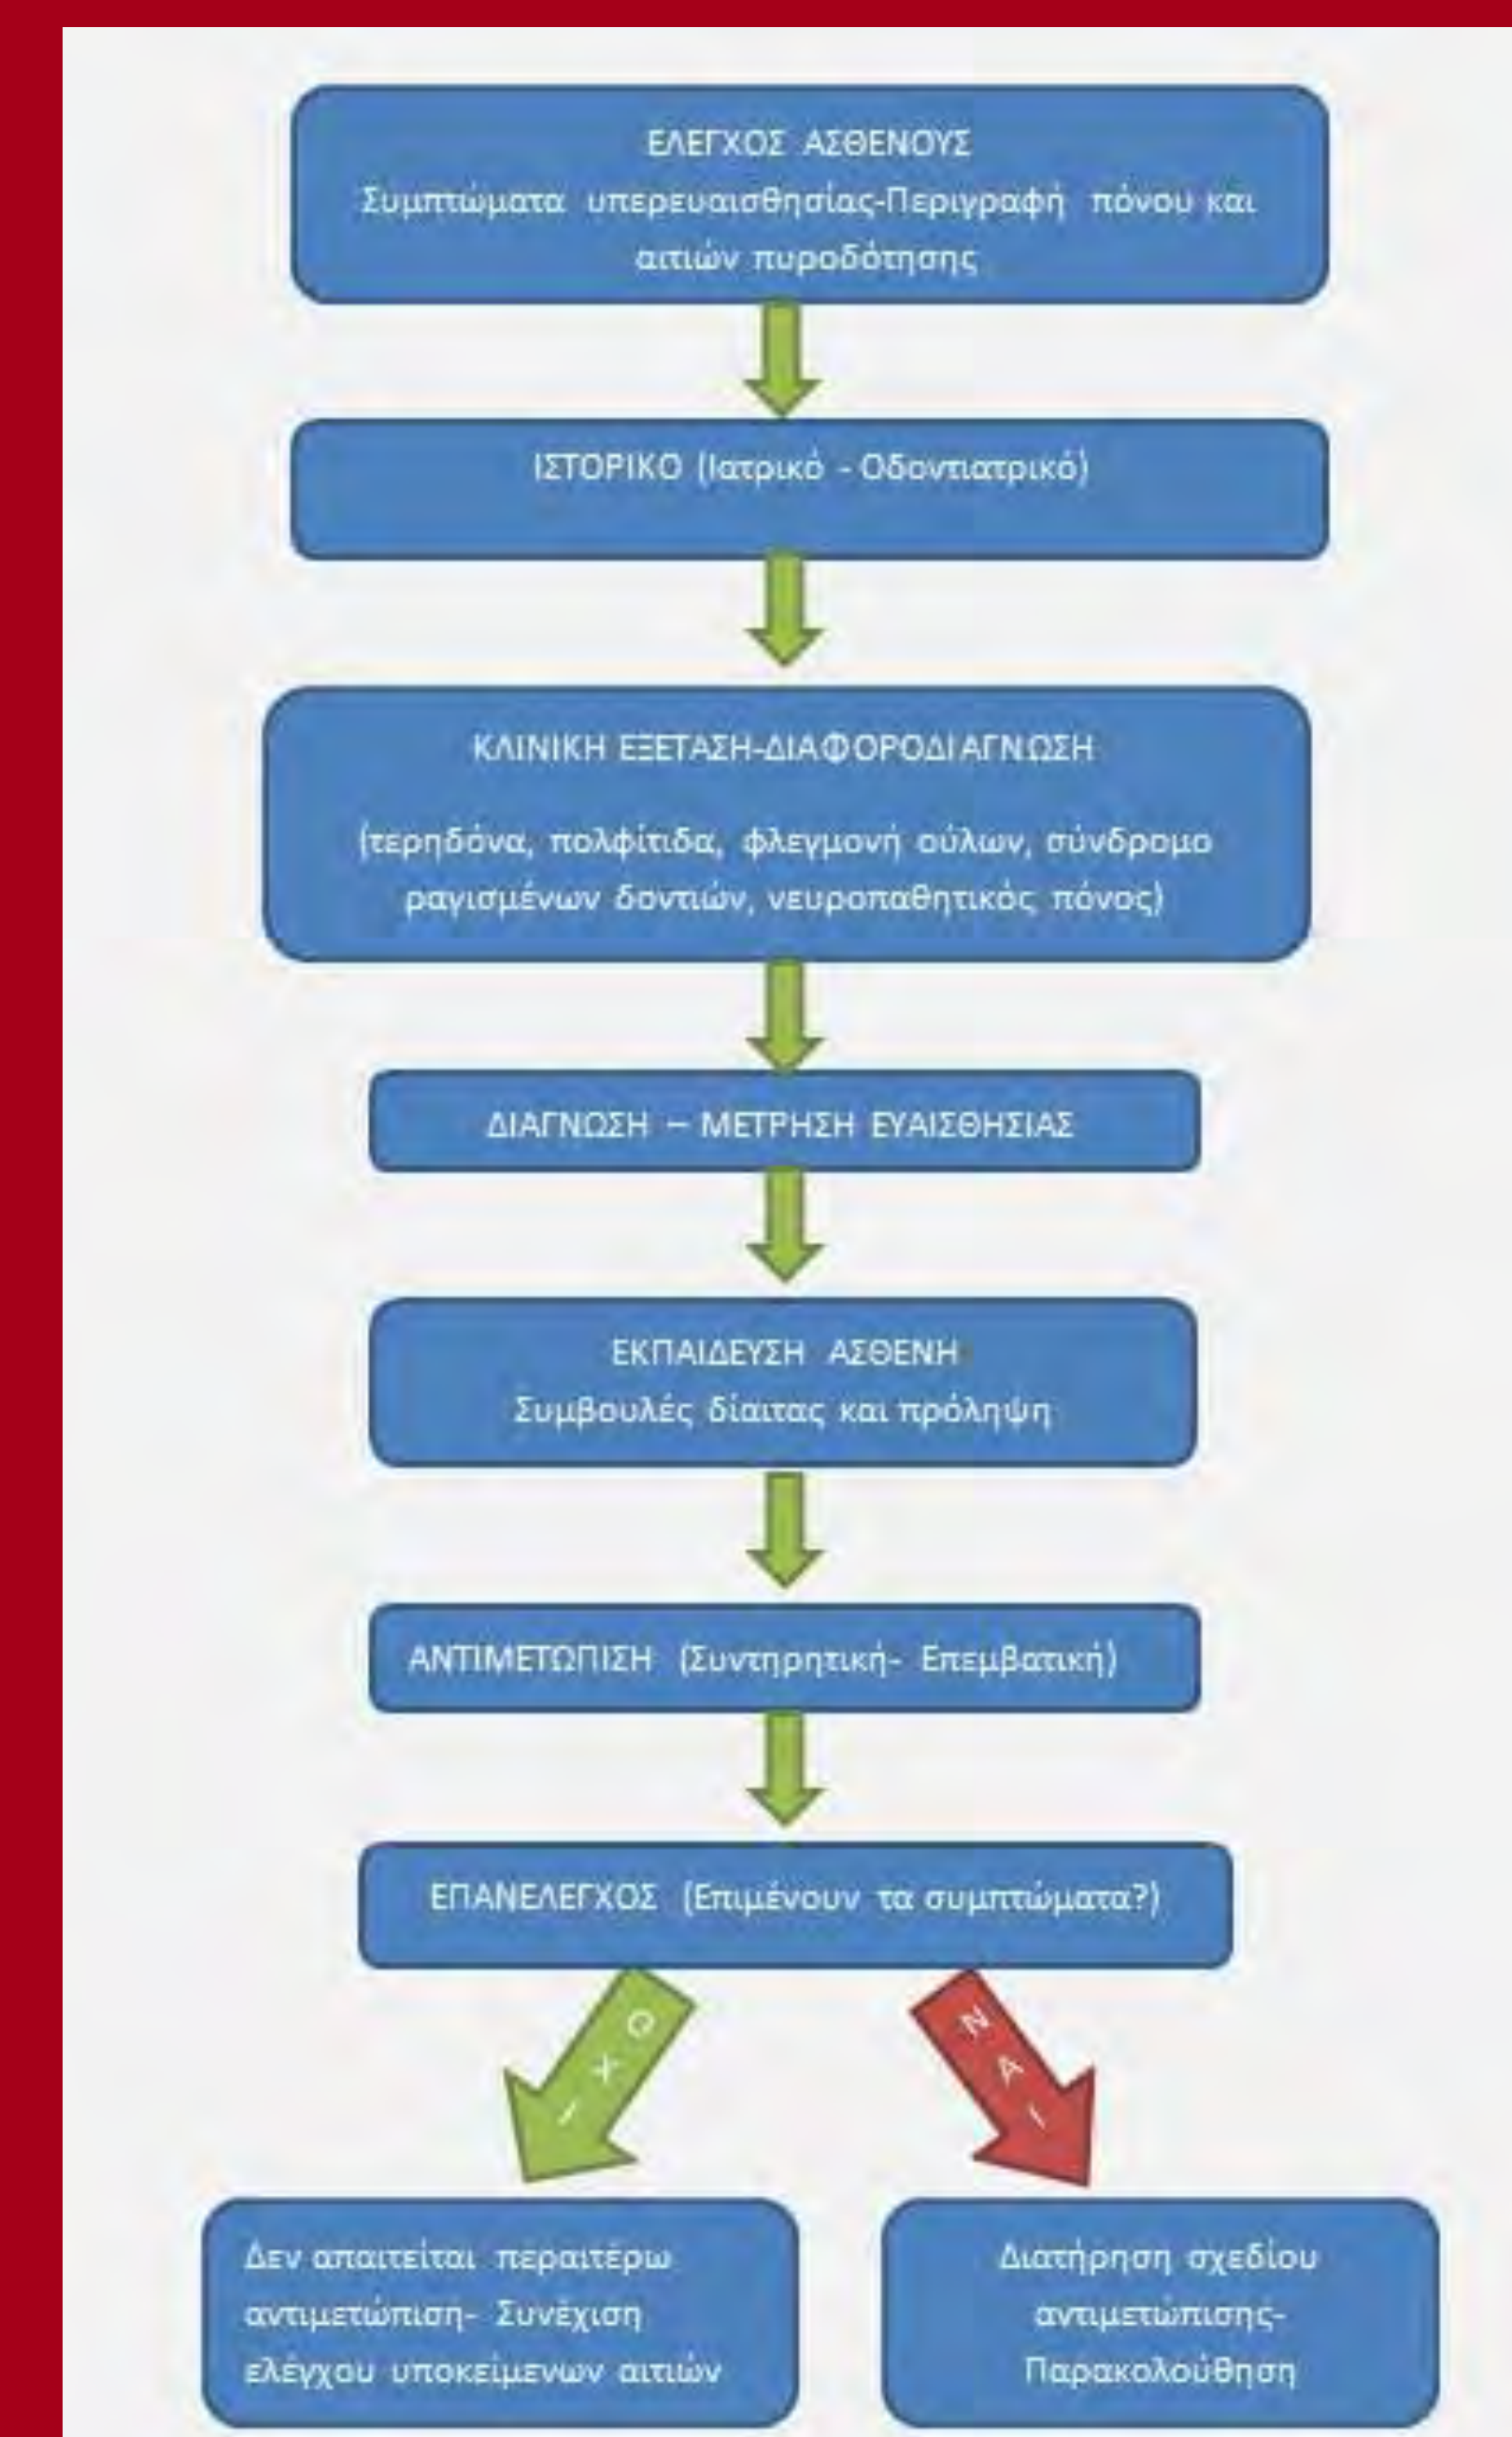 ΕΛΕΓΧΟΣ ΑΣΘΕΝΟΥΣ
Συμπτώματα υπερευαισθησίας-Περιγραφή πόνου και
αιτιών πυροδότησης
ΙΣΤΟΡΙΚΟ (Ιατρικό - Οδοντιατρικό)
ΚΛΙΝΙΚΗ ΕΞΕΤΑΣΗ-ΔΙΑΦΟΡΟΔΙΑΓΝΩΣΗ
(τερηδόνα, πολφίτιδα, φλεγμονή ούλων, σύνδρομο
ραγισμένων δοντιών, νευροπαθητικός πόνος)
ΔΙΑΓΝΩΣΗ – ΜΕΤΡΗΣΗ ΕΥΑΙΣΘΗΣΙΑΣ
ΕΚΠΑΙΔΕΥΣΗ ΑΣΘΕΝΗ
Συμβουλές δίαιτας και πρόληψη
ΑΝΤΙΜΕΤΩΠΙΣΗ (Συντηρητική- Επεμβατική)
ΕΠΑΝΕΛΕΓΧΟΣ (Επιμένουν τα συμπτώματα?)
ΟΧΙ
ΝΑΙ
Δεν απαιτείται περαιτέρω
αντιμετώπιση- Συνέχιση
ελέγχου υποκείμενων αιτιών
Διατήρηση σχεδίου
αντιμετώπισης-
Παρακολούθηση